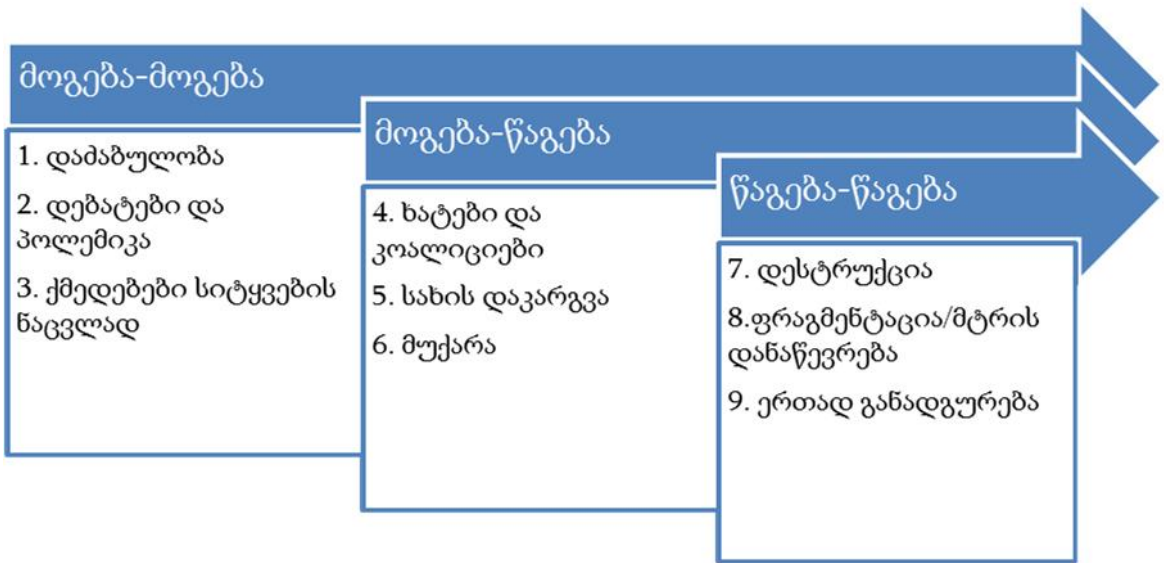 მოგება-მოგება
1. დაძაბულობა
2. დებატები და
პოლემიკა
3. ქმედებები სიტყვების
ნაცვლად
მოგება-წაგება
4. ხატები და
კოალიციები
5. სახის დაკარგვა
6. მუქარა
წაგება-წაგება
7. დესტრუქცია
8.ფრაგმენტაცია/მტრის
დანაწევრება
9. ერთად განადგურება